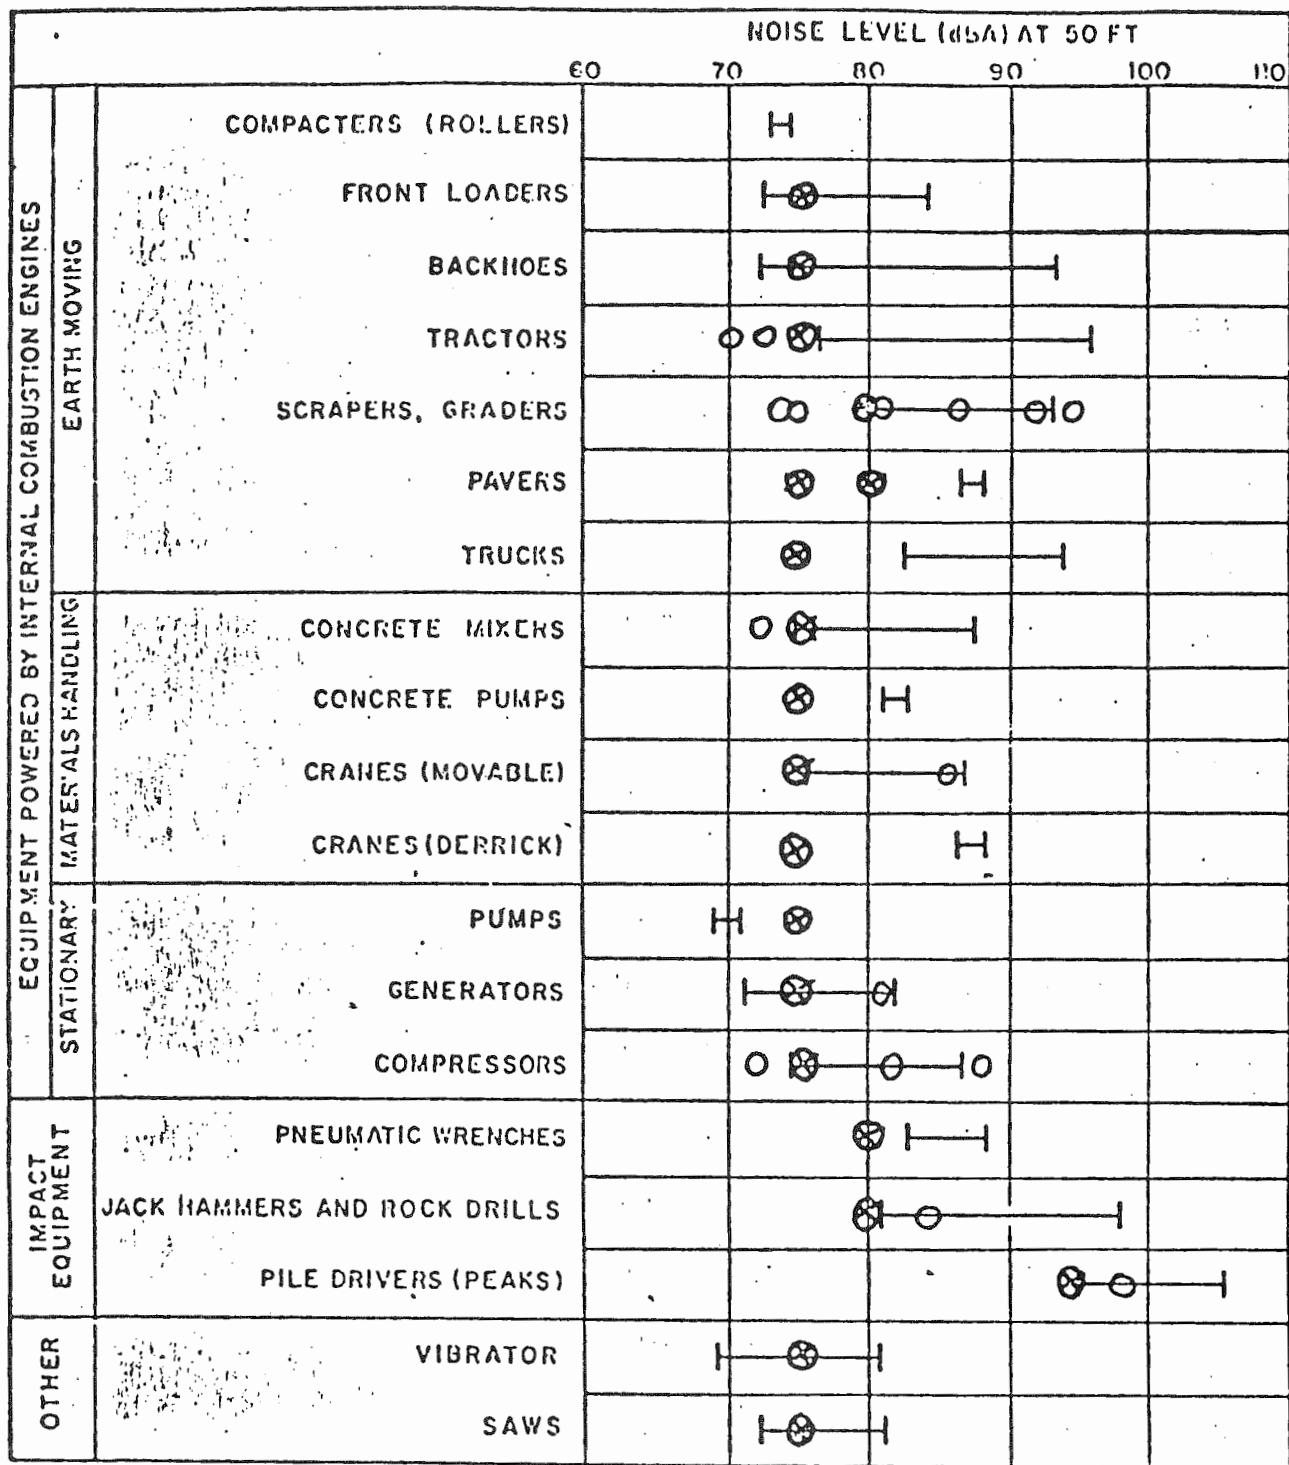 NOISE LEVEL (dbA) AT 50 FT
60 70 80 90 100 110
EQUIPMENT POWERED BY INTERNAL COMBUSTION ENGINES
EARTH MOVING
COMPACTERS (ROLLERS)
FRONT LOADERS
BACKHOES
TRACTORS
SCRAPERS, GRADERS
PAVERS
TRUCKS
MATERIALS HANDLING
CONCRETE MIXERS
CONCRETE PUMPS
CRANES (MOVABLE)
CRANES (DERRICK)
STATIONARY
PUMPS
GENERATORS
COMPRESSORS
IMPACT
EQUIPMENT
PNEUMATIC WRENCHES
JACK HAMMERS AND ROCK DRILLS
PILE DRIVERS (PEAKS)
OTHER
VIBRATOR
SAWS